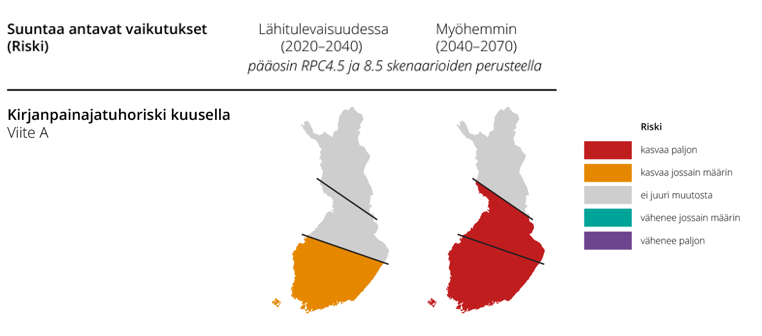 Suuntaa antavat vaikutukset
(Riski)
Lähitulevaisuudessa
(2020–2040)
Myöhemmin
(2040–2070)
pääosin RPC4.5 ja 8.5 skenaarioiden perusteella
Kirjanpainajatuhoriski kuusella
Viite A
Riski
kasvaa paljon
kasvaa jossain määrin
ei juuri muutosta
vähenee jossain määrin
vähenee paljon